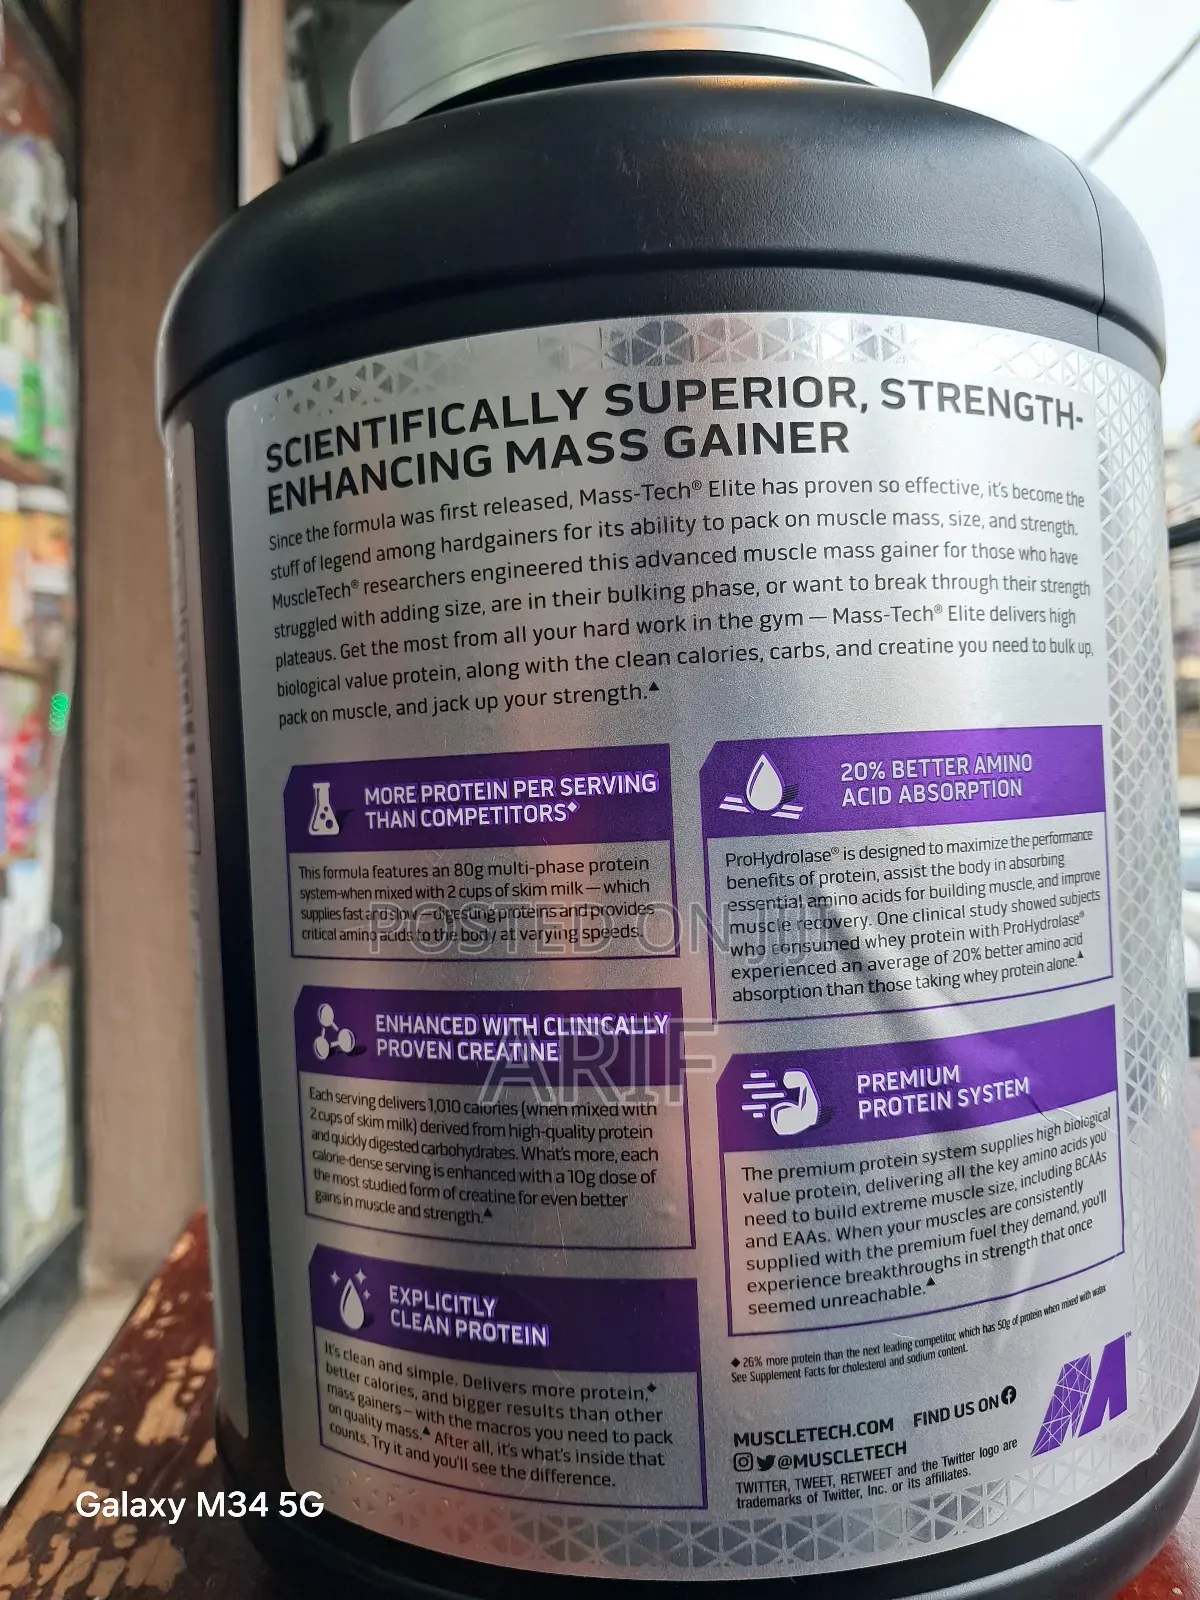 SCIENTIFICALLY SUPERIOR, STRENGTH-
ENHANCING MASS GAINER
Since the formula was first released, Mass-Tech® Elite has proven so effective, it's become the
stuff of legend among hardgainers for its ability to pack on muscle mass, size, and strength.
MuscleTech® researchers engineered this advanced muscle mass gainer for those who have
struggled with adding size, are in their bulking phase, or want to break through their strength
plateaus. Get the most from all your hard work in the gym — Mass-Tech® Elite delivers high
biological value protein, along with the clean calories, carbs, and creatine you need to bulk up,
pack on muscle, and jack up your strength.▲
MORE PROTEIN PER SERVING
THAN COMPETITORS◆
This formula features an 80g multi-phase protein
system-when mixed with 2 cups of skim milk — which
supplies fast and slow – digesting proteins and provides
critical amino acids to the body at varying speeds.
20% BETTER AMINO
ACID ABSORPTION
ProHydrolase® is designed to maximize the performance
benefits of protein, assist the body in absorbing
essential amino acids for building muscle, and improve
muscle recovery. One clinical study showed subjects
who consumed whey protein with ProHydrolase®
experienced an average of 20% better amino acid
absorption than those taking whey protein alone.▲
POSTED ON JIJI
ARIF
ENHANCED WITH CLINICALLY
PROVEN CREATINE
Each serving delivers 1,010 calories (when mixed with
2 cups of skim milk) derived from high-quality protein
and quickly digested carbohydrates. What's more, each
calorie-dense serving is enhanced with a 10g dose of
the most studied form of creatine for even better
gains in muscle and strength.▲
PREMIUM
PROTEIN SYSTEM
The premium protein system supplies high biological
value protein, delivering all the key amino acids you
need to build extreme muscle size, including BCAAs
and EAAs. When your muscles are consistently
supplied with the premium fuel they demand, you'll
experience breakthroughs in strength that once
seemed unreachable.▲
EXPLICITLY
CLEAN PROTEIN
It's clean and simple. Delivers more protein,◆
better calories, and bigger results than other
mass gainers – with the macros you need to pack
on quality mass.▲ After all, it's what's inside that
counts. Try it and you'll see the difference.
◆ 26% more protein than the next leading competitor, which has 50g of protein when mixed with water.
See Supplement Facts for cholesterol and sodium content.
MUSCLETECH.COM FIND US ON
@MUSCLETECH
TWITTER, TWEET, RETWEET and the Twitter logo are
trademarks of Twitter, Inc. or its affiliates.
TM
Galaxy M34 5G